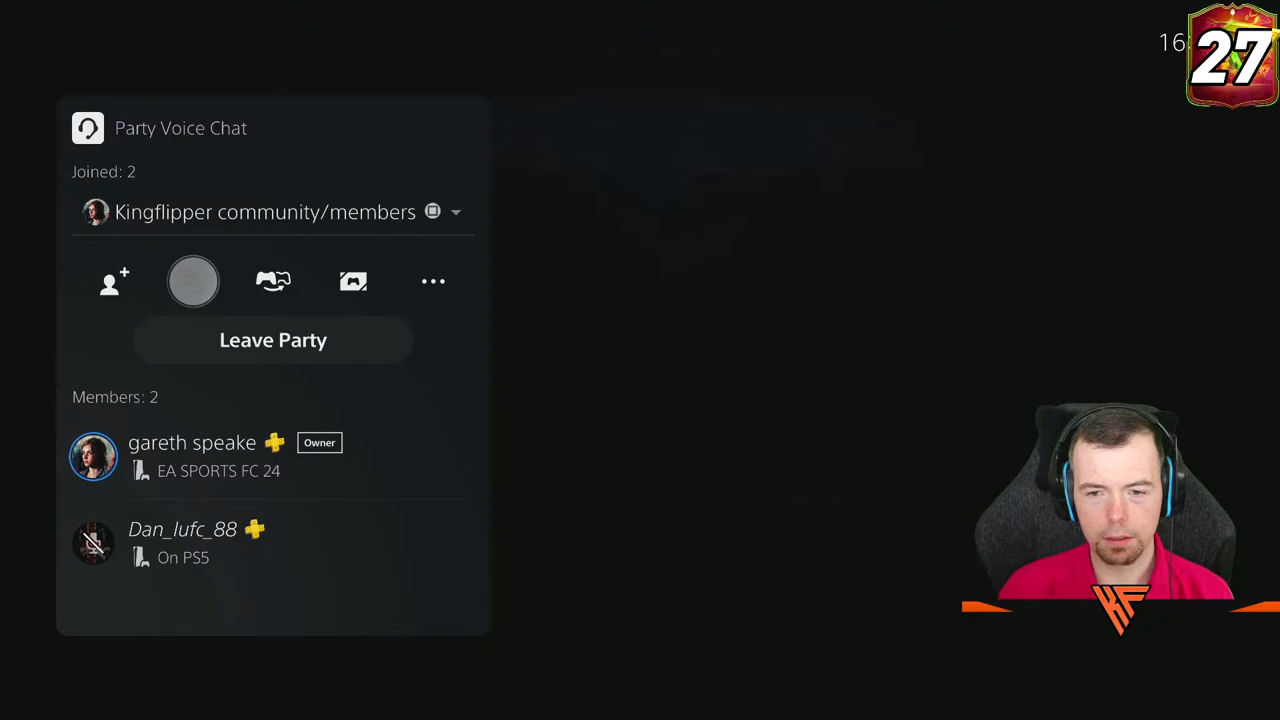 16
27
Party Voice Chat
Joined: 2
Kingflipper community/members
Leave Party
Members: 2
gareth speake Owner
EA SPORTS FC 24
Dan_lufc_88
On PS5
KF